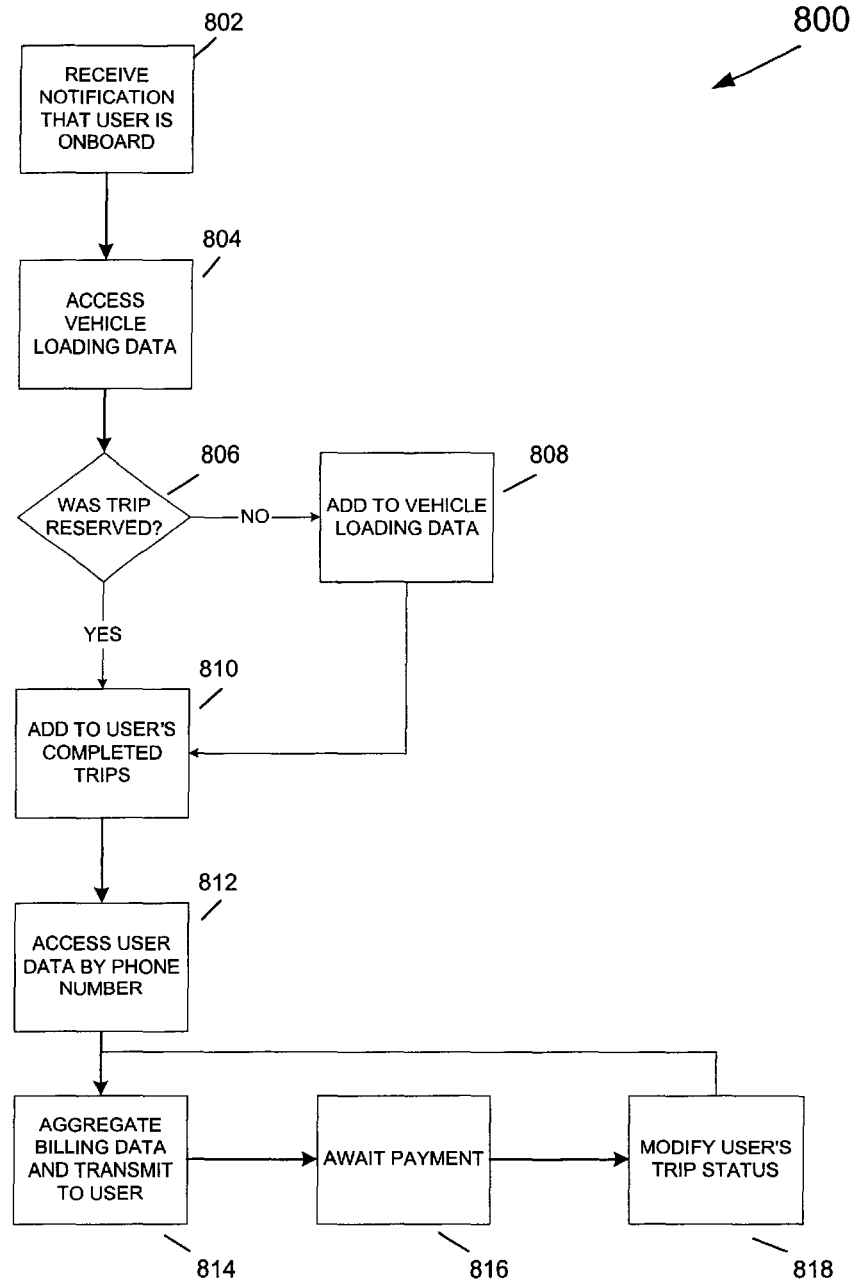 800
802
RECEIVE
NOTIFICATION
THAT USER IS
ONBOARD
804
ACCESS
VEHICLE
LOADING DATA
806
WAS TRIP
RESERVED?
NO
808
ADD TO VEHICLE
LOADING DATA
YES
810
ADD TO USER'S
COMPLETED
TRIPS
812
ACCESS USER
DATA BY PHONE
NUMBER
AGGREGATE
BILLING DATA
AND TRANSMIT
TO USER
814
AWAIT PAYMENT
816
MODIFY USER'S
TRIP STATUS
818